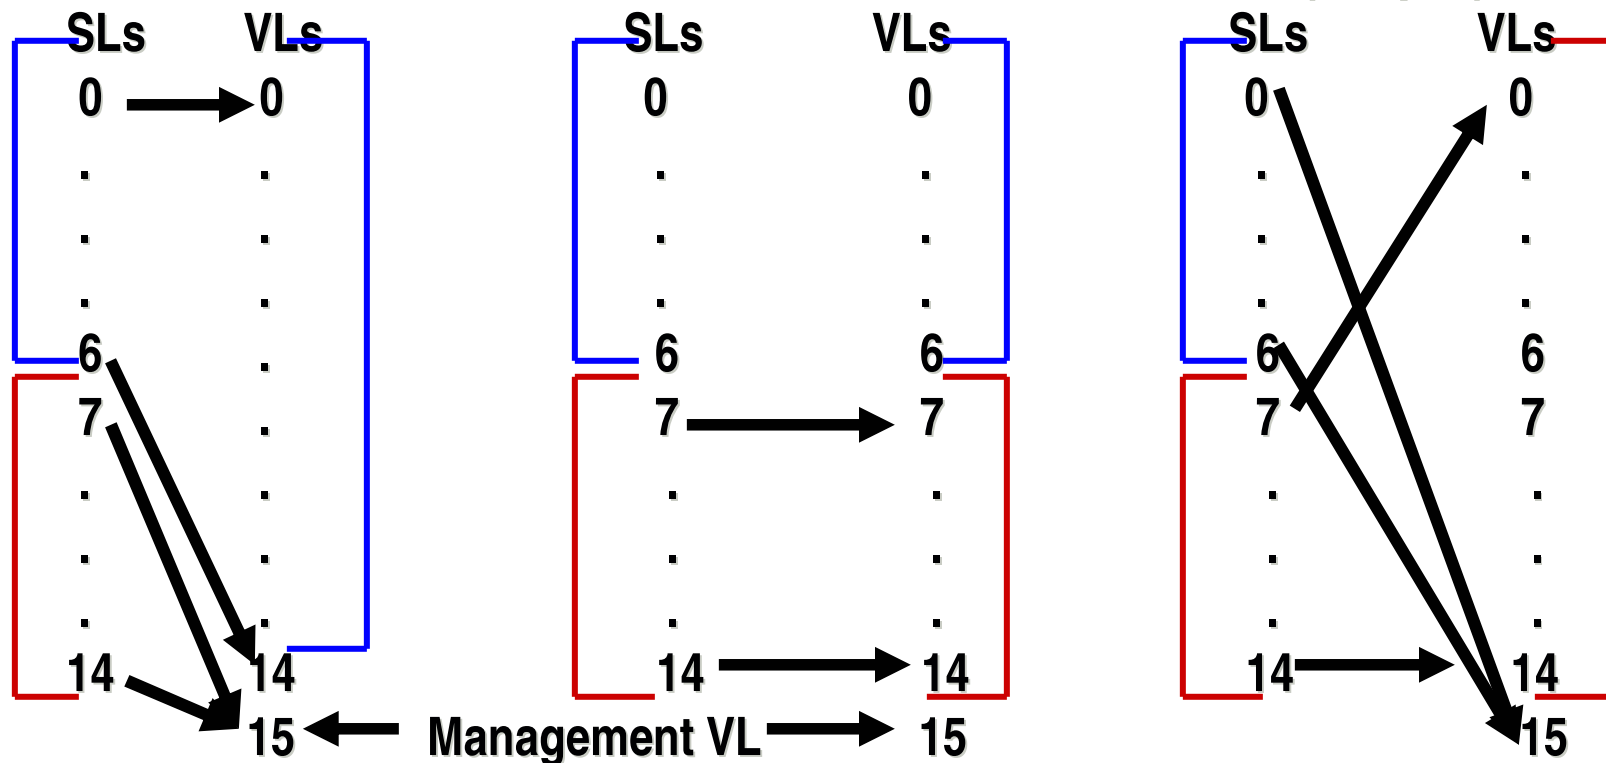 SLs VLs SLs VLs SLs VLs
0 0 0 0 0 0
. . . . . .
. . . . . .
. . . . . .
6 . 6 6 6 6
7 . 7 7 7 7
. . . . . .
. . . . . .
. . . . . .
14 14 14 14 14 14
15 Management VL 15 15